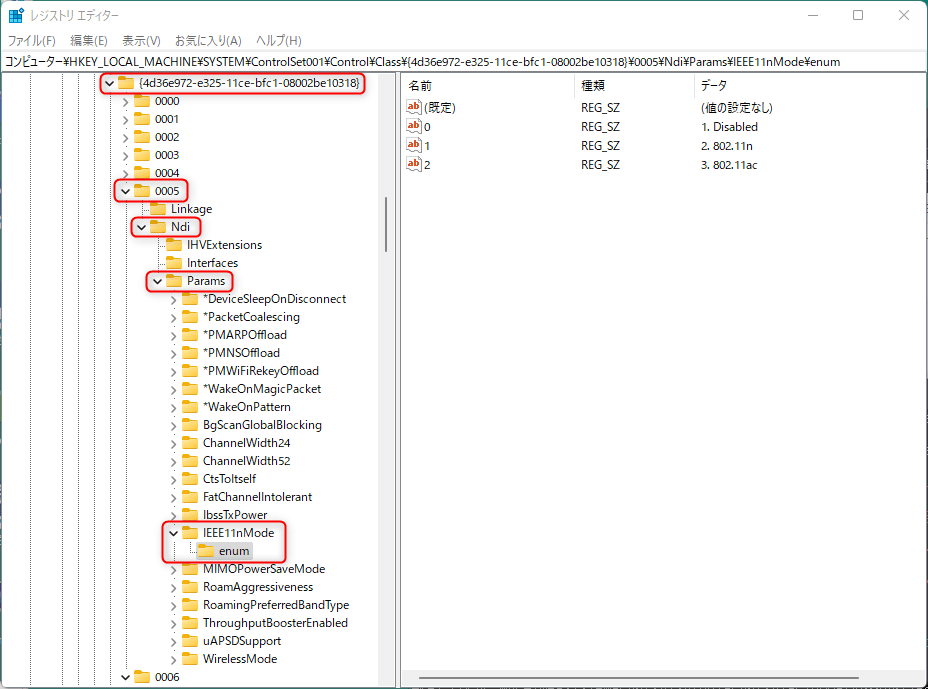 レジストリ エディター
ファイル(F) 編集(E) 表示(V) お気に入り(A) ヘルプ(H)
コンピューター¥HKEY_LOCAL_MACHINE¥SYSTEM¥ControlSet001¥Control¥Class¥{4d36e972-e325-11ce-bfc1-08002be10318}¥0005¥Ndi¥Params¥IEEE11nMode¥enum
{4d36e972-e325-11ce-bfc1-08002be10318}
0000
0001
0002
0003
0004
0005
Linkage
Ndi
IHVExtensions
Interfaces
Params
*DeviceSleepOnDisconnect
*PacketCoalescing
*PMARPOffload
*PMNSOffload
*PMWiFiRekeyOffload
*WakeOnMagicPacket
*WakeOnPattern
BgScanGlobalBlocking
ChannelWidth24
ChannelWidth52
CtsToItself
FatChannelIntolerant
IbssTxPower
IEEE11nMode
enum
MIMOPowerSaveMode
RoamAggressiveness
RoamingPreferredBandType
ThroughputBoosterEnabled
uAPSDSupport
WirelessMode
0006
名前 種類 データ
ab (既定) REG_SZ (値の設定なし)
ab 0 REG_SZ 1. Disabled
ab 1 REG_SZ 2. 802.11n
ab 2 REG_SZ 3. 802.11ac